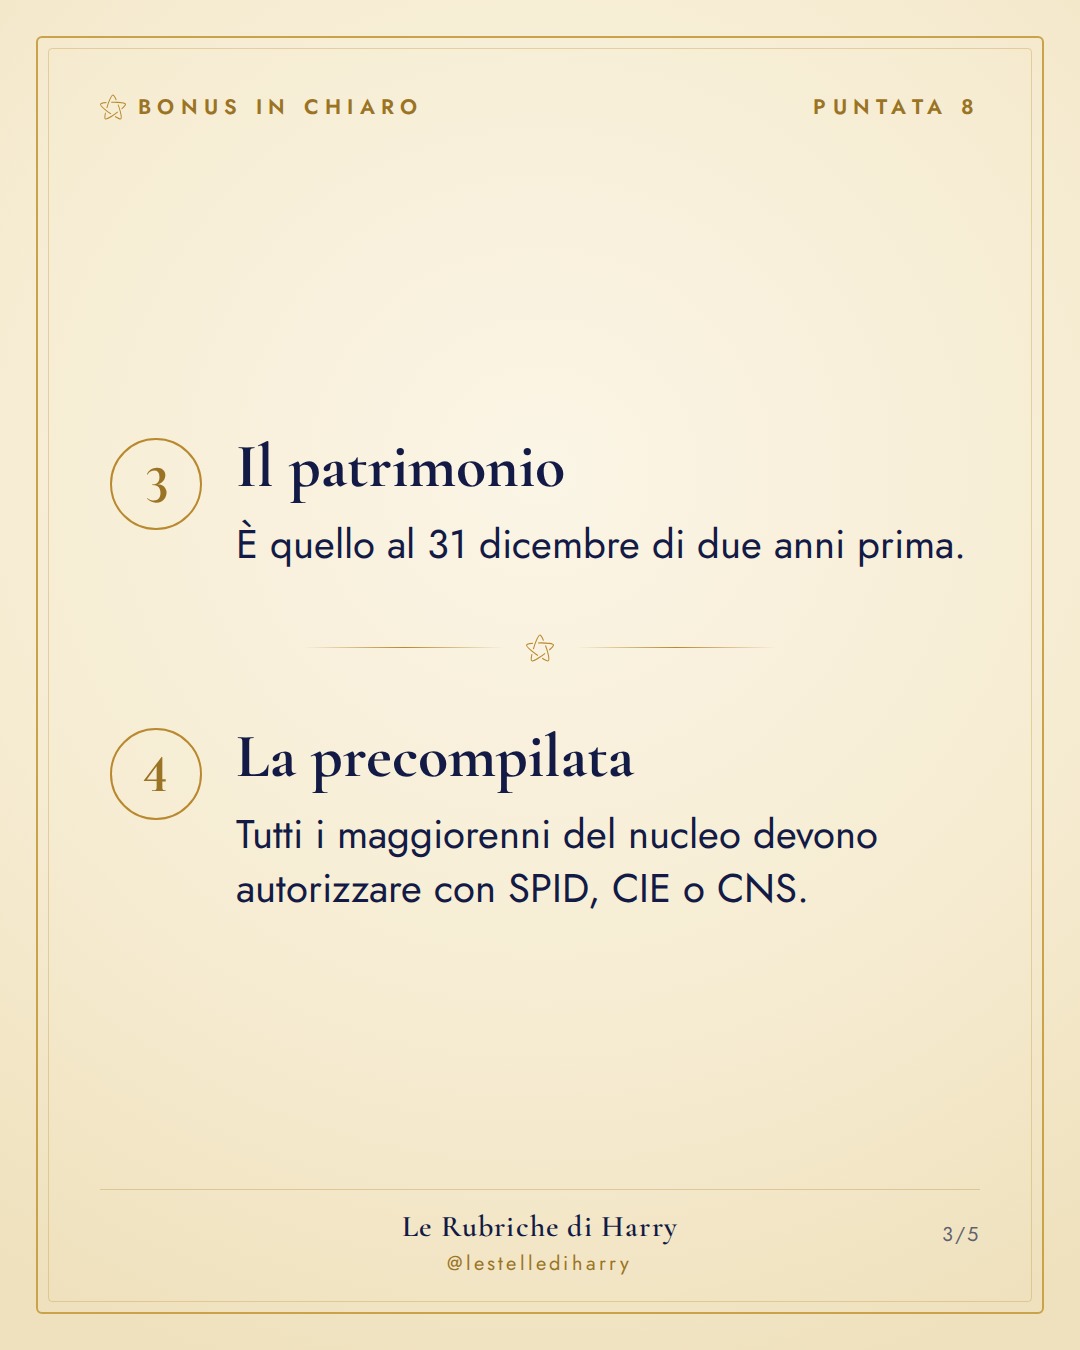 BONUS IN CHIARO
PUNTATA 8
3
Il patrimonio
È quello al 31 dicembre di due anni prima.
4
La precompilata
Tutti i maggiorenni del nucleo devono
autorizzare con SPID, CIE o CNS.
Le Rubriche di Harry
@lestellediharry
3/5